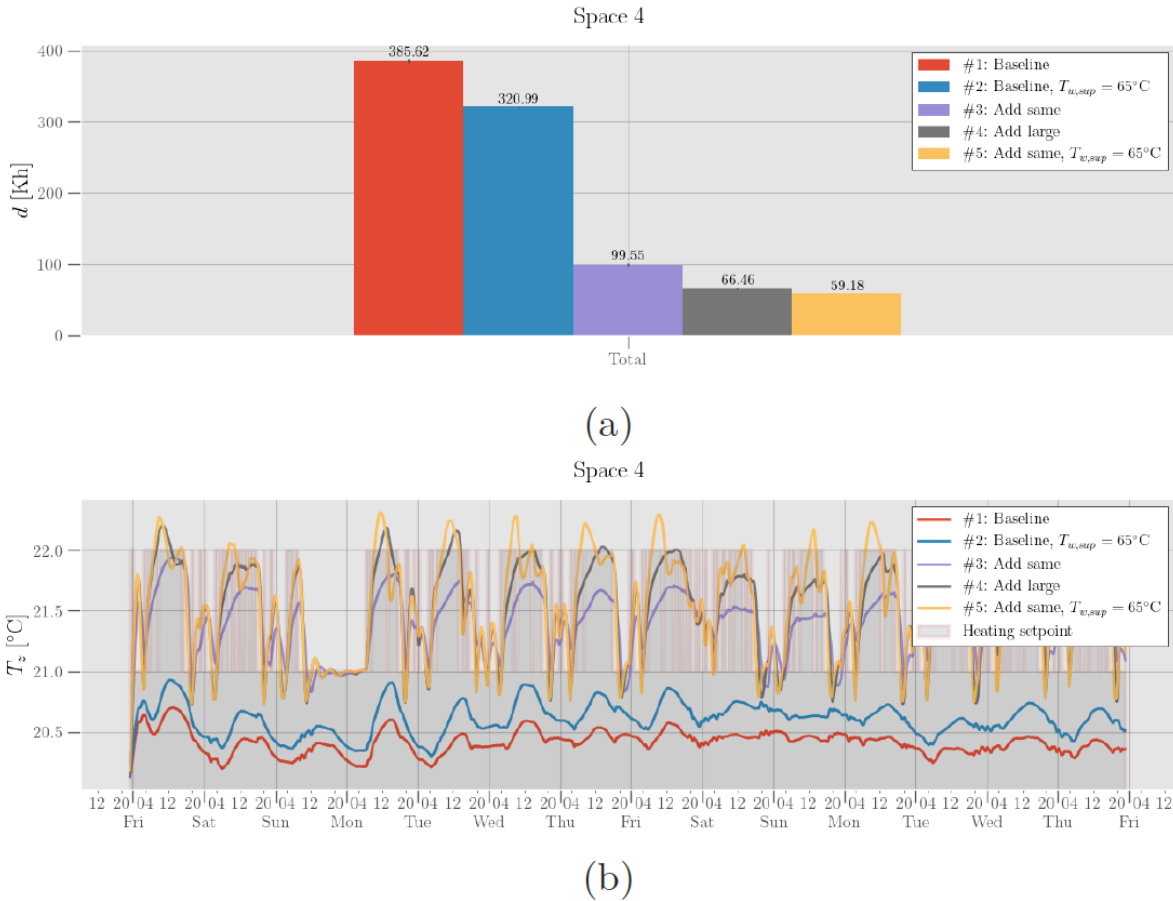 Space 4
400
300
200
100
0
d [Kh]
385.62
320.99
99.55
66.46
59.18
#1: Baseline
#2: Baseline, T_{w,sup} = 65°C
#3: Add same
#4: Add large
#5: Add same, T_{w,sup} = 65°C
Total
(a)
Space 4
22.0
21.5
21.0
20.5
T_z [°C]
#1: Baseline
#2: Baseline, T_{w,sup} = 65°C
#3: Add same
#4: Add large
#5: Add same, T_{w,sup} = 65°C
Heating setpoint
12 20 04 12 20 04 12 20 04 12 20 04 12 20 04 12 20 04 12 20 04 12 20 04 12 20 04 12 20 04 12 20 04 12 20 04 12 20 04 12 20 04 12 20 04 12
Fri Sat Sun Mon Tue Wed Thu Fri Sat Sun Mon Tue Wed Thu Fri
(b)